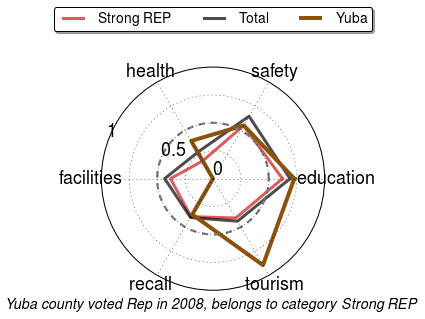 Strong REP Total Yuba
health safety
1
0.5
0
facilities education
recall tourism
Yuba county voted Rep in 2008, belongs to category Strong REP